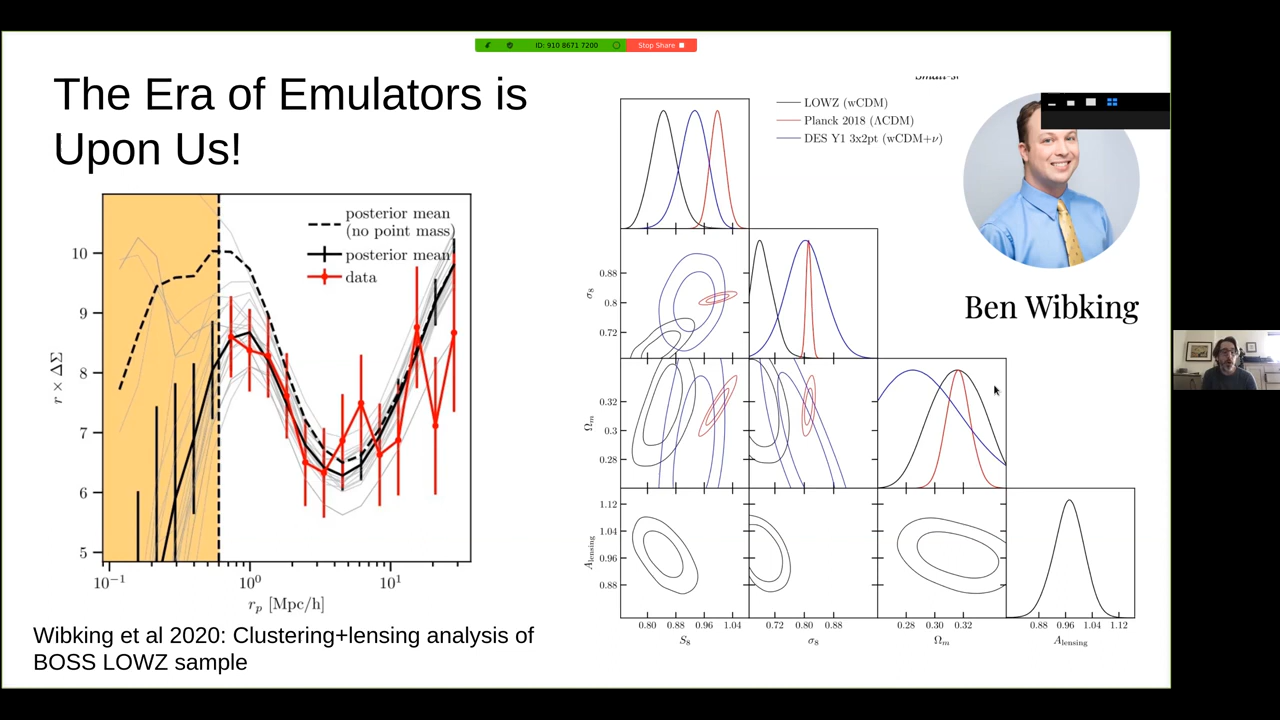 ID: 910 8671 7200
Stop Share
The Era of Emulators is
Upon Us!
posterior mean
(no point mass)
posterior mean
data
10
9
8
7
6
5
r × ΔΣ
10⁻¹
10⁰
10¹
rₚ [Mpc/h]
Wibking et al 2020: Clustering+lensing analysis of
BOSS LOWZ sample
LOWZ (wCDM)
Planck 2018 (ΛCDM)
DES Y1 3x2pt (wCDM+ν)
Ben Wibking
σ₈
0.88
0.8
0.72
Ωₘ
0.32
0.3
0.28
A_lensing
1.12
1.04
0.96
0.88
0.80 0.88 0.96 1.04
S₈
0.72 0.80 0.88
σ₈
0.28 0.30 0.32
Ωₘ
0.88 0.96 1.04 1.12
A_lensing